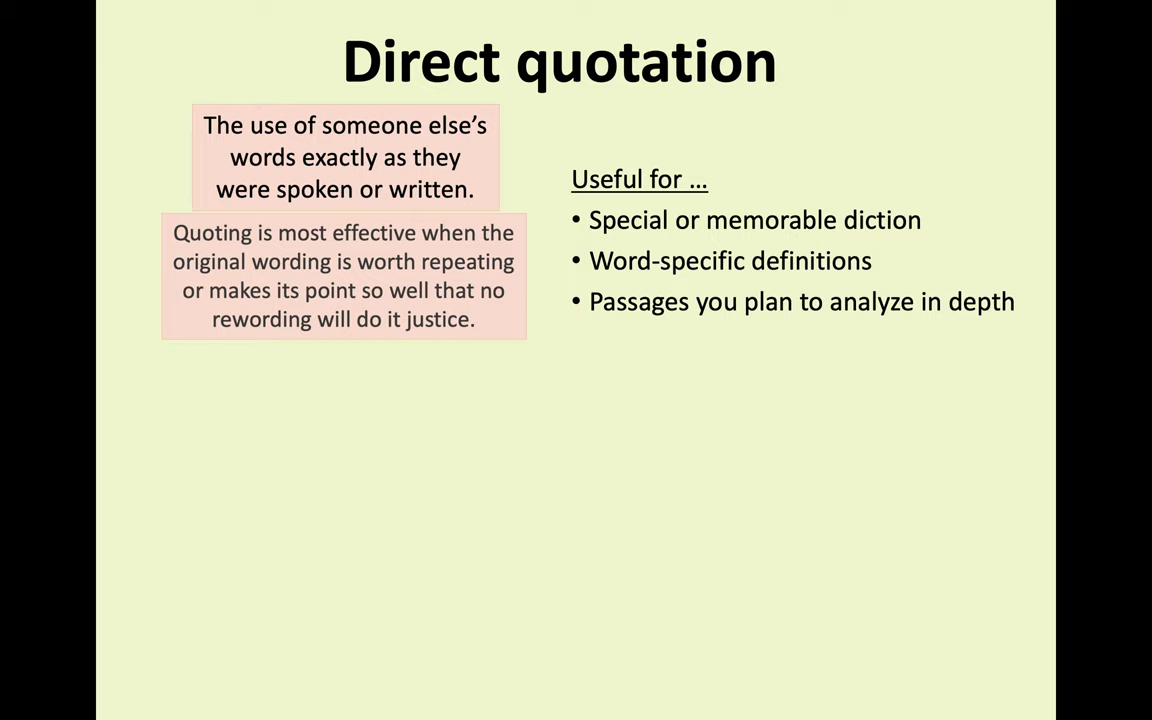 Direct quotation
The use of someone else’s
words exactly as they
were spoken or written.
Quoting is most effective when the
original wording is worth repeating
or makes its point so well that no
rewording will do it justice.
Useful for …
• Special or memorable diction
• Word-specific definitions
• Passages you plan to analyze in depth